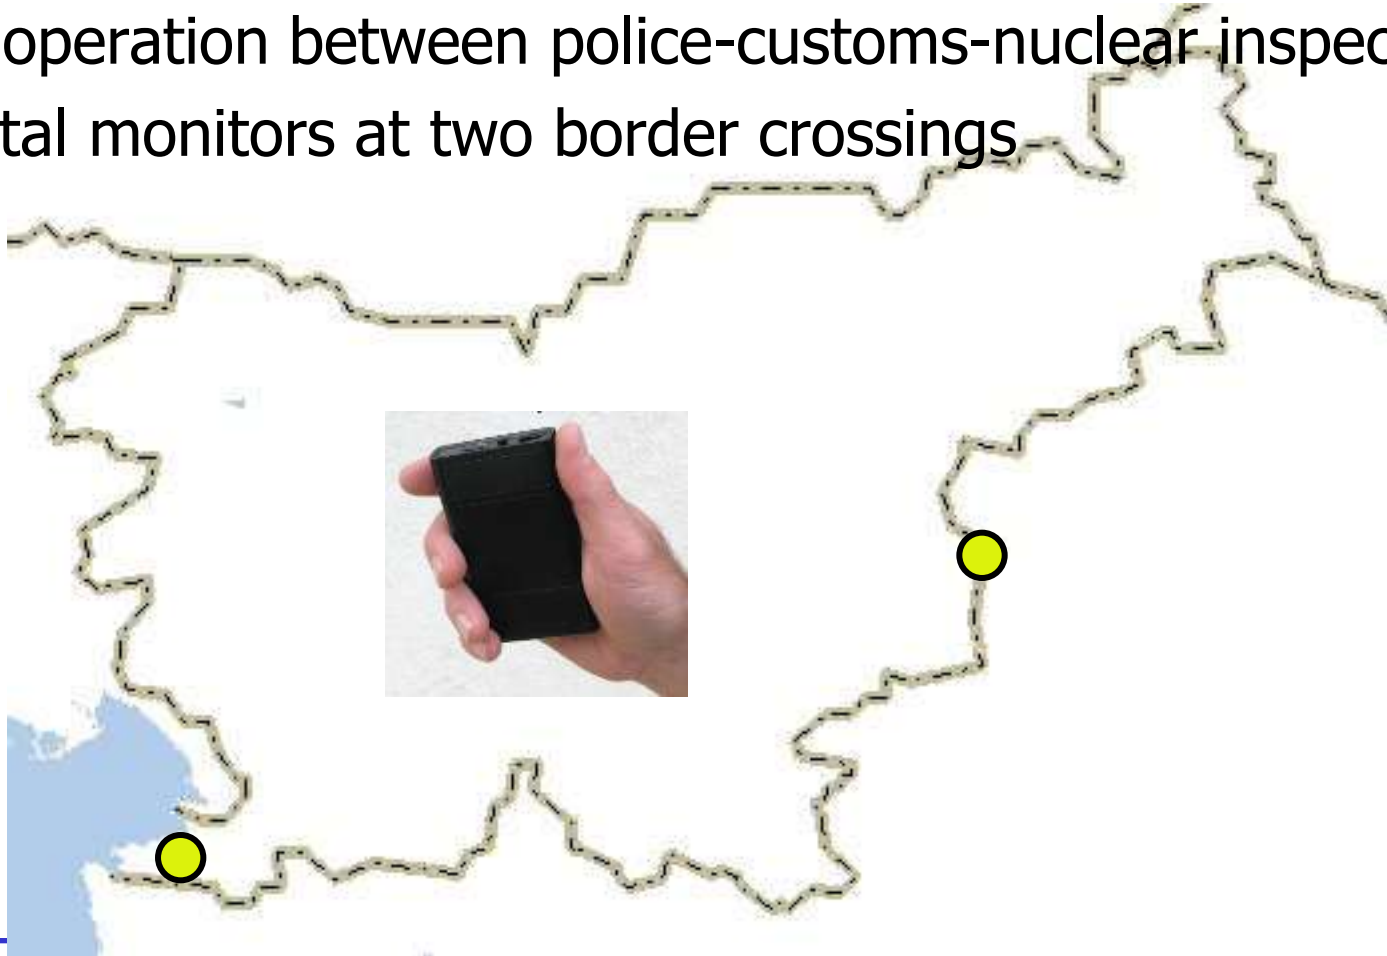 operation between police-customs-nuclear inspec
tal monitors at two border crossings